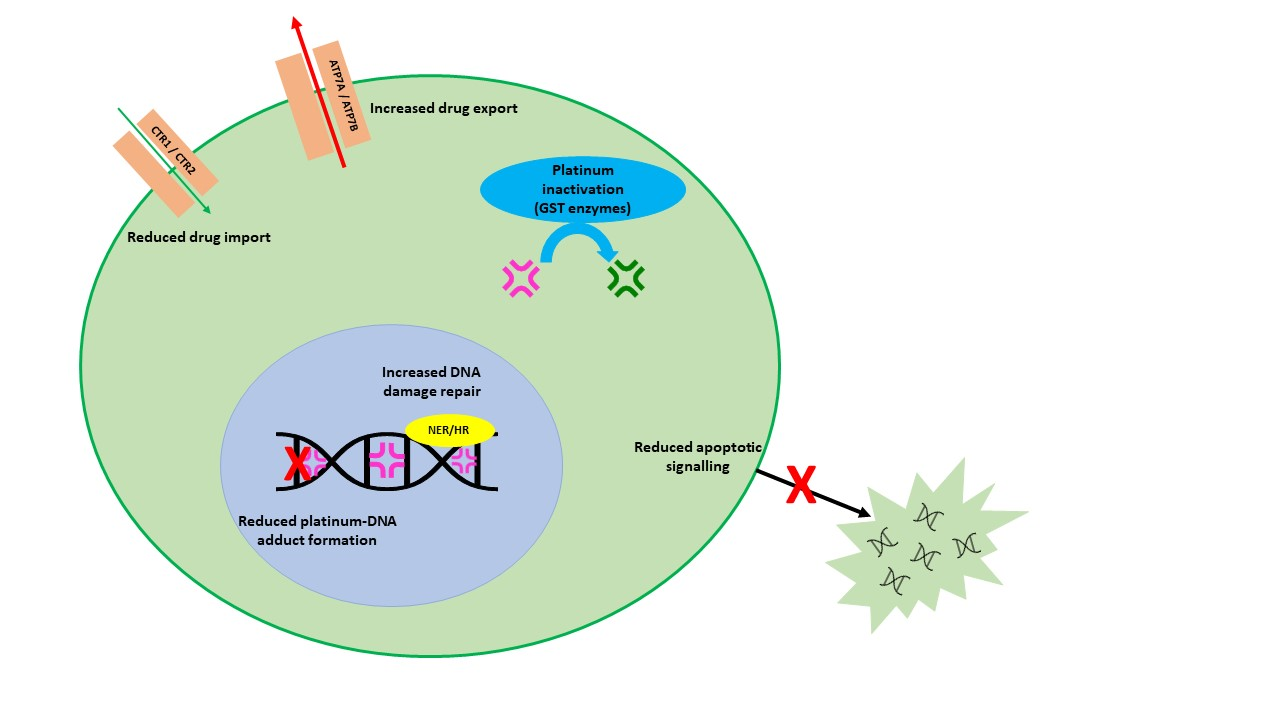 ATP7A / ATP7B
Increased drug export
CTR1 / CTR2
Reduced drug import
Platinum
inactivation
(GST enzymes)
Increased DNA
damage repair
NER/HR
X
Reduced platinum-DNA
adduct formation
Reduced apoptotic
signalling
X